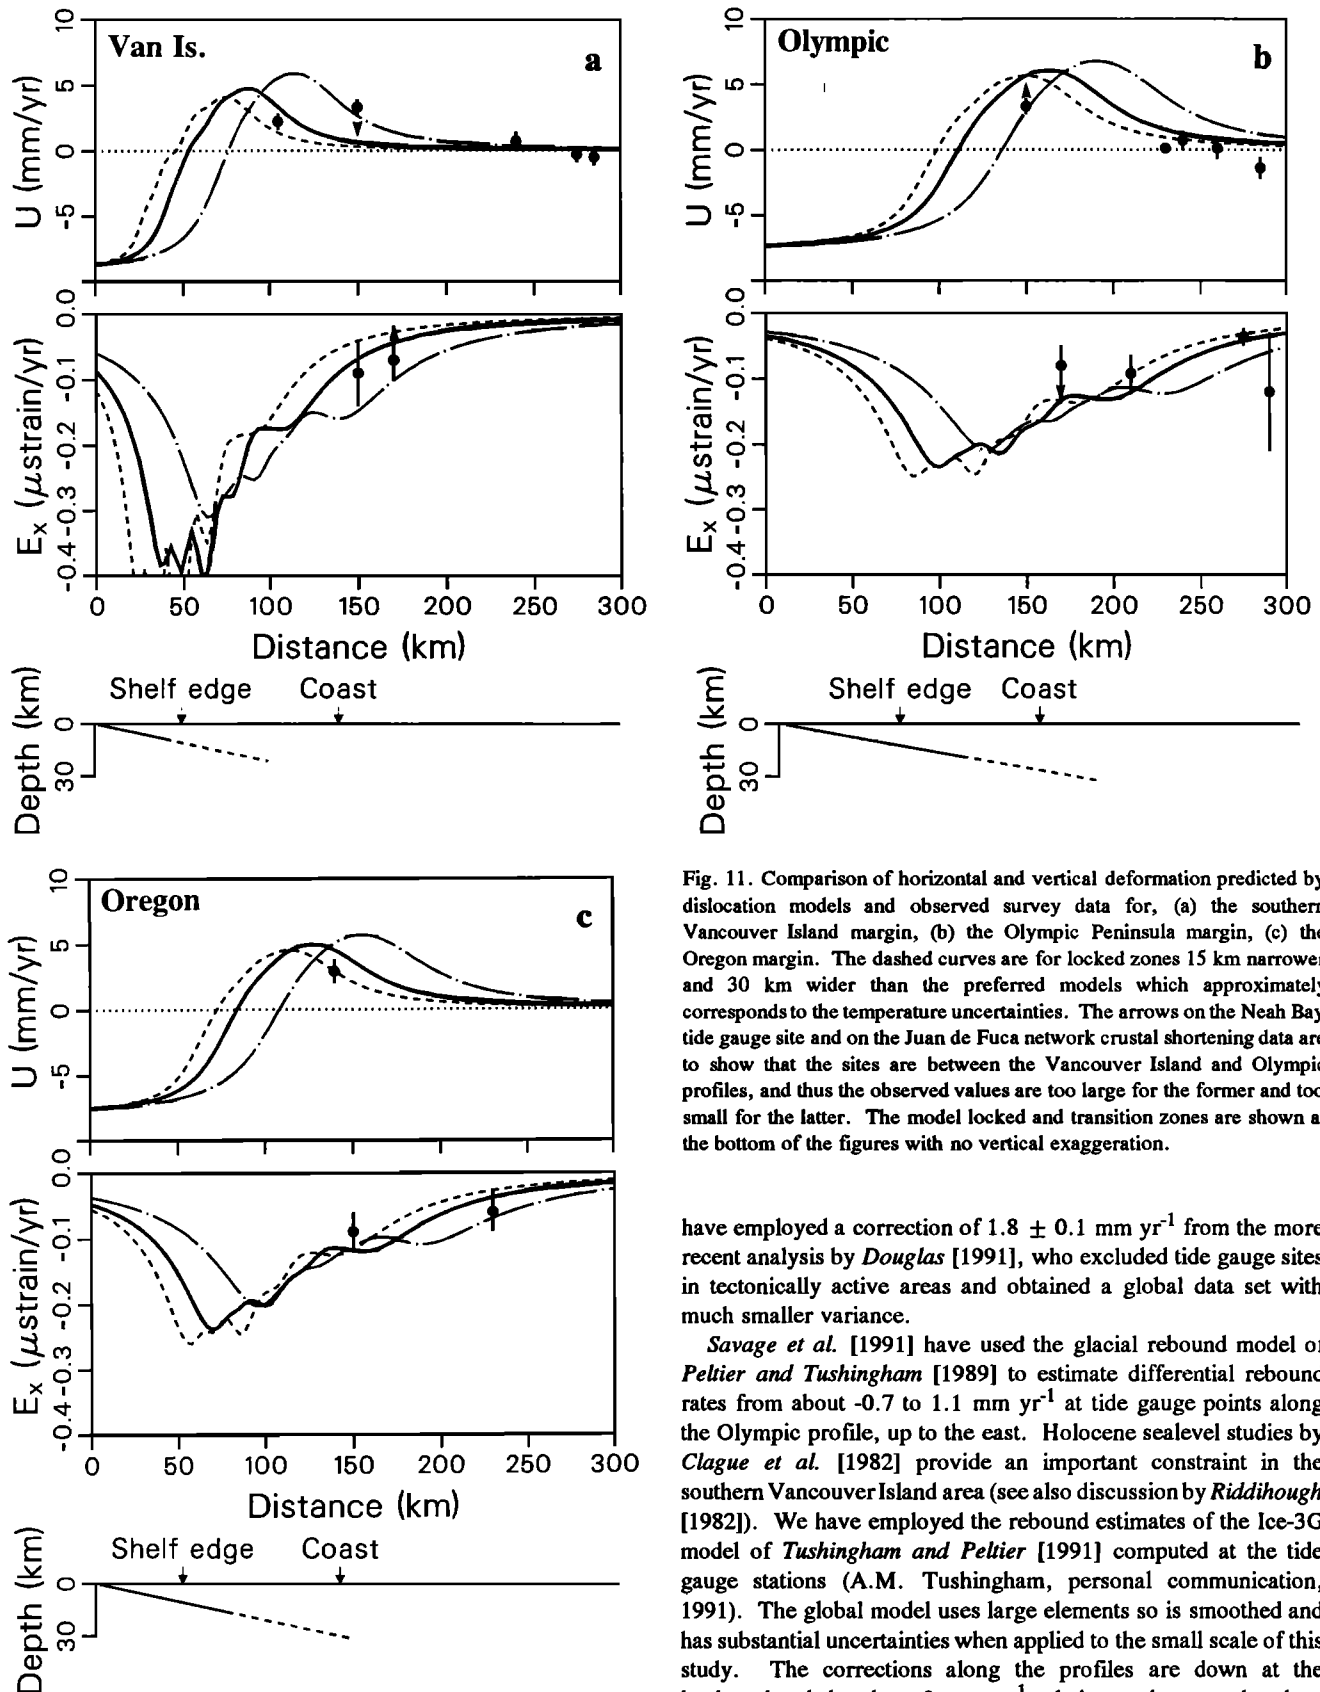 Van Is.
a
U (mm/yr)
10
5
0
-5
Ex (μstrain/yr)
0.0
-0.1
-0.2
-0.3
-0.4
0 50 100 150 200 250 300
Distance (km)
Shelf edge Coast
Depth (km)
0
30
Olympic
b
U (mm/yr)
10
5
0
-5
Ex (μstrain/yr)
0.0
-0.1
-0.2
-0.3
-0.4
0 50 100 150 200 250 300
Distance (km)
Shelf edge Coast
Depth (km)
0
30
Oregon
c
U (mm/yr)
10
5
0
-5
Ex (μstrain/yr)
0.0
-0.1
-0.2
-0.3
-0.4
0 50 100 150 200 250 300
Distance (km)
Shelf edge Coast
Depth (km)
0
30
Fig. 11. Comparison of horizontal and vertical deformation predicted by
dislocation models and observed survey data for, (a) the southern
Vancouver Island margin, (b) the Olympic Peninsula margin, (c) the
Oregon margin. The dashed curves are for locked zones 15 km narrower
and 30 km wider than the preferred models which approximately
corresponds to the temperature uncertainties. The arrows on the Neah Bay
tide gauge site and on the Juan de Fuca network crustal shortening data are
to show that the sites are between the Vancouver Island and Olympic
profiles, and thus the observed values are too large for the former and too
small for the latter. The model locked and transition zones are shown a
the bottom of the figures with no vertical exaggeration.
have employed a correction of 1.8 ± 0.1 mm yr⁻¹ from the more
recent analysis by Douglas [1991], who excluded tide gauge sites
in tectonically active areas and obtained a global data set with
much smaller variance.
Savage et al. [1991] have used the glacial rebound model of
Peltier and Tushingham [1989] to estimate differential rebound
rates from about -0.7 to 1.1 mm yr⁻¹ at tide gauge points along
the Olympic profile, up to the east. Holocene sealevel studies by
Clague et al. [1982] provide an important constraint in the
southern Vancouver Island area (see also discussion by Riddihough
[1982]). We have employed the rebound estimates of the Ice-3G
model of Tushingham and Peltier [1991] computed at the tide
gauge stations (A.M. Tushingham, personal communication,
1991). The global model uses large elements so is smoothed and
has substantial uncertainties when applied to the small scale of this
study. The corrections along the profiles are down at the